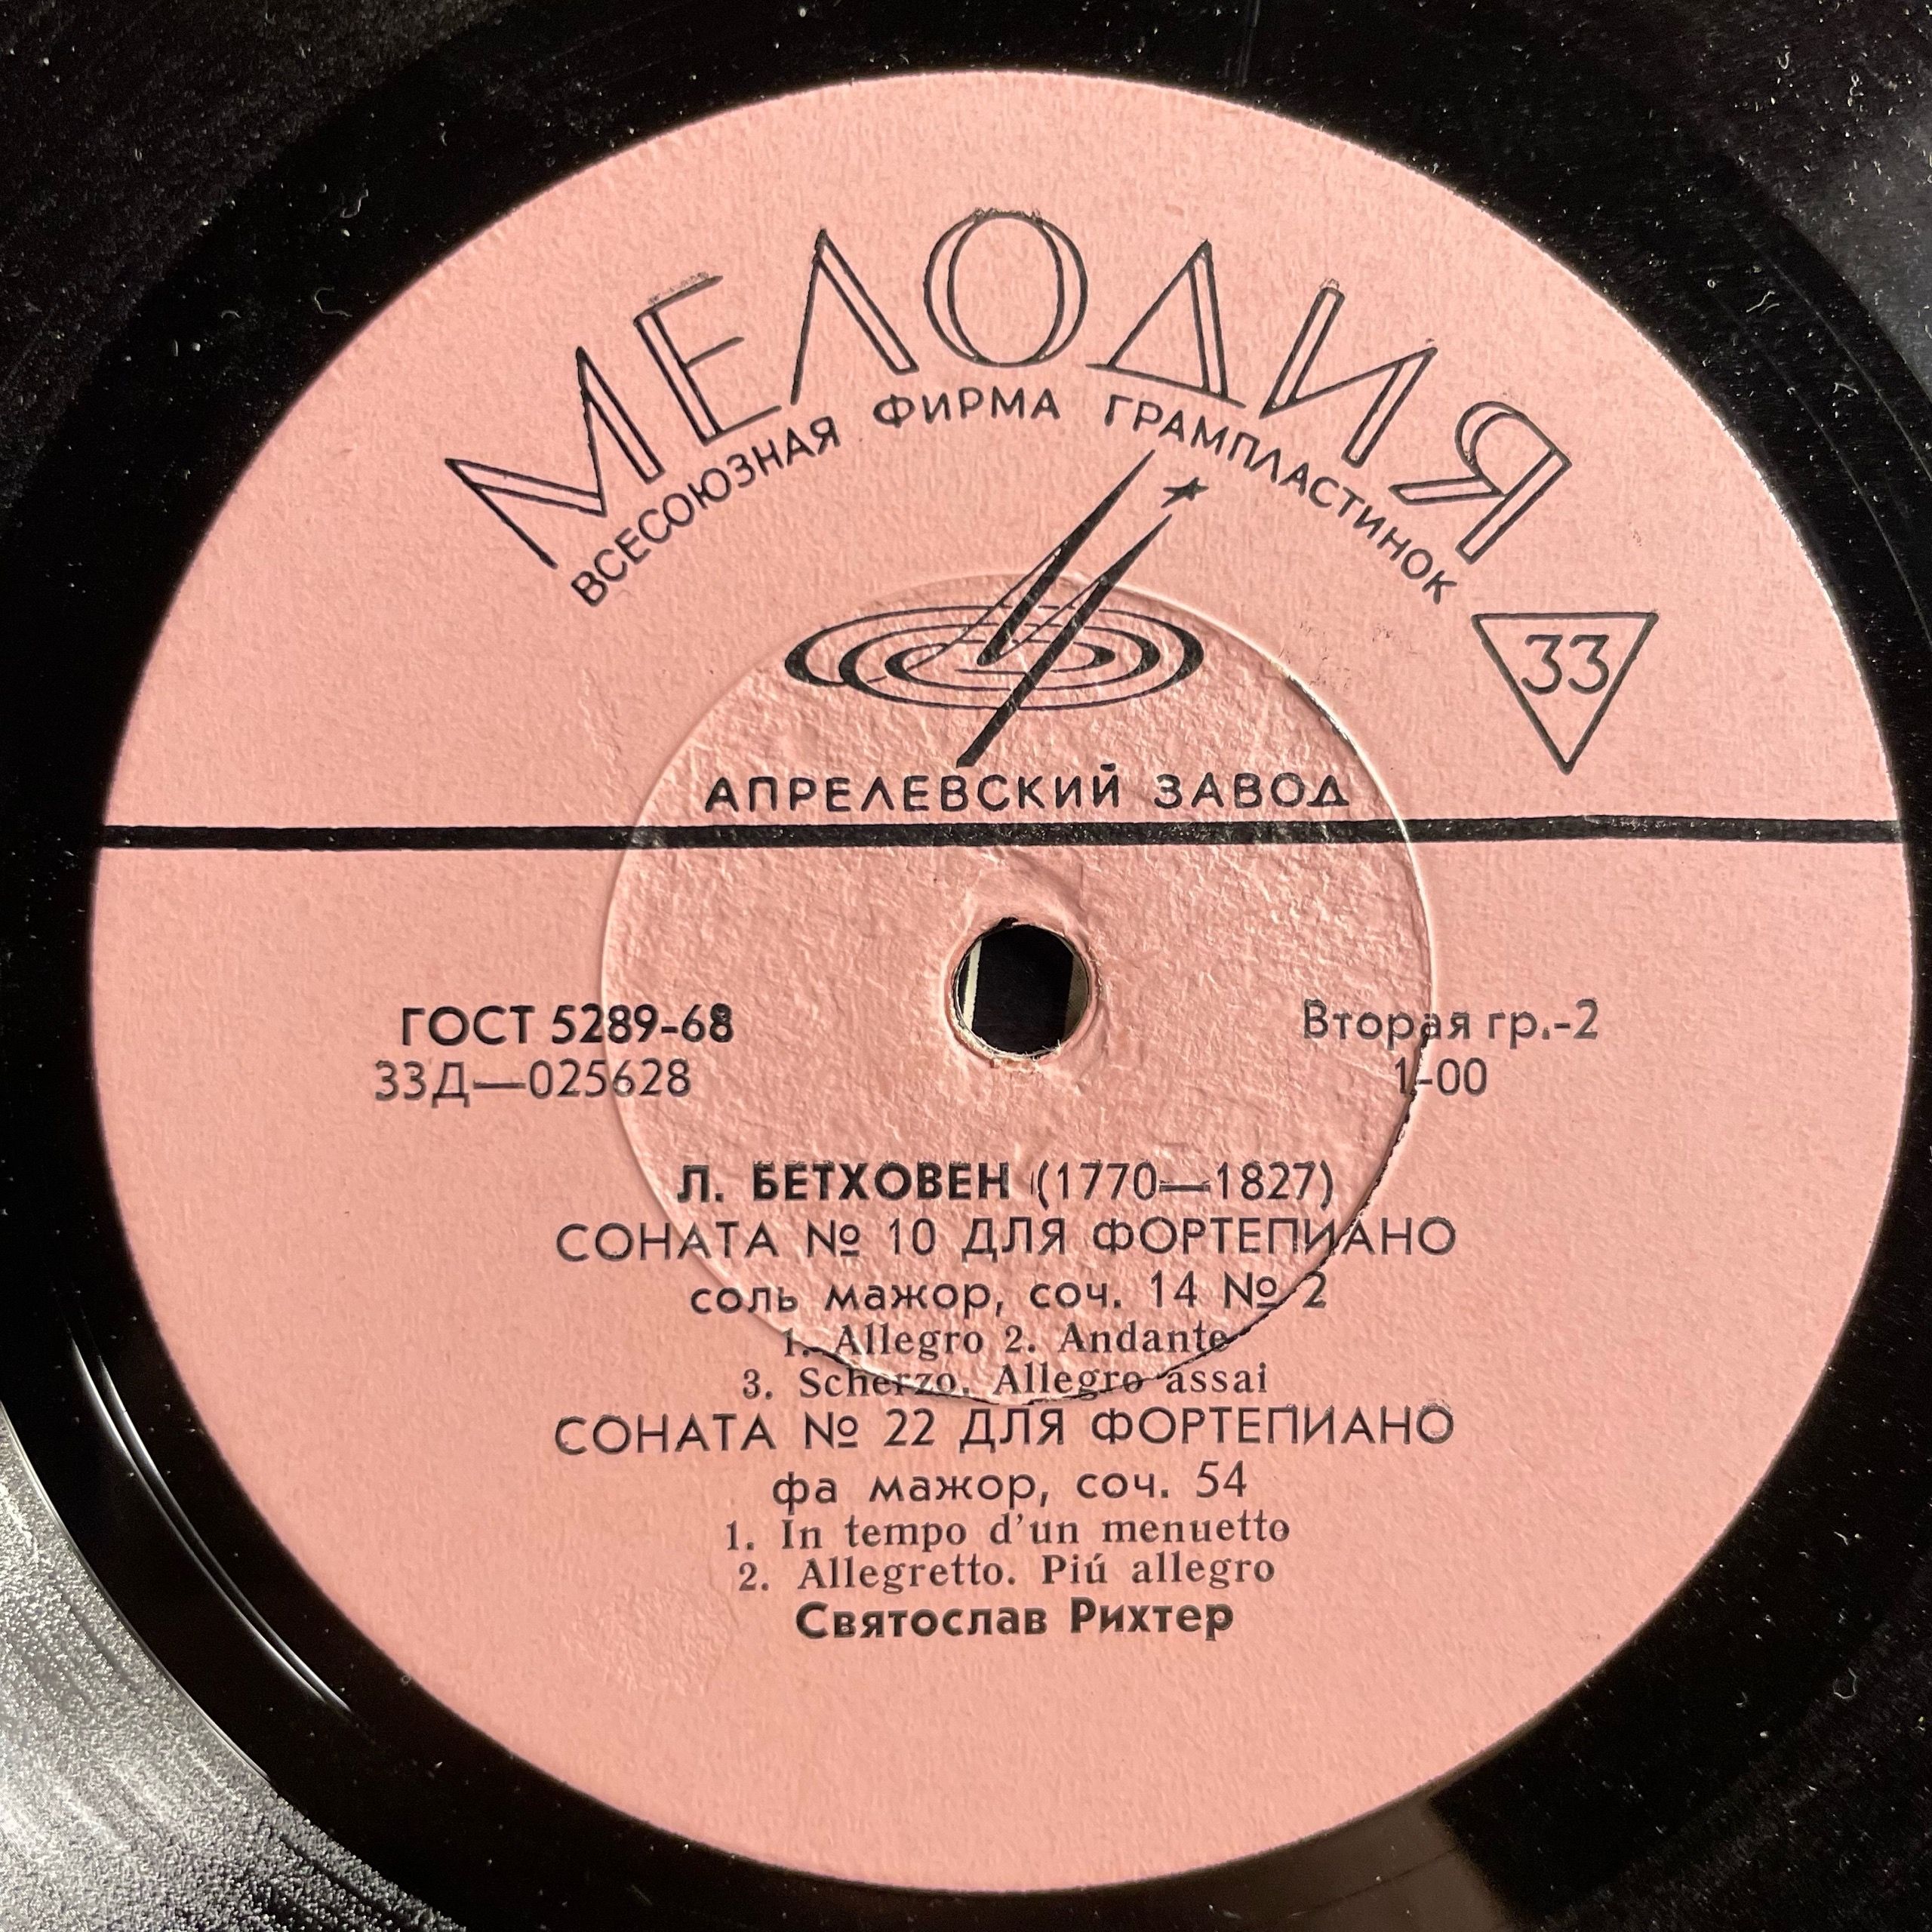 МЕЛОДИЯ
ВСЕСОЮЗНАЯ ФИРМА ГРАМПЛАСТИНОК
33
АПРЕЛЕВСКИЙ ЗАВОД
ГОСТ 5289-68
33Д—025628
Вторая гр.-2
1-00
Л. БЕТХОВЕН (1770—1827)
СОНАТА № 10 ДЛЯ ФОРТЕПИАНО
соль мажор, соч. 14 № 2
1. Allegro 2. Andante
3. Scherzo. Allegro assai
СОНАТА № 22 ДЛЯ ФОРТЕПИАНО
фа мажор, соч. 54
1. In tempo d'un menuetto
2. Allegretto. Piú allegro
Святослав Рихтер